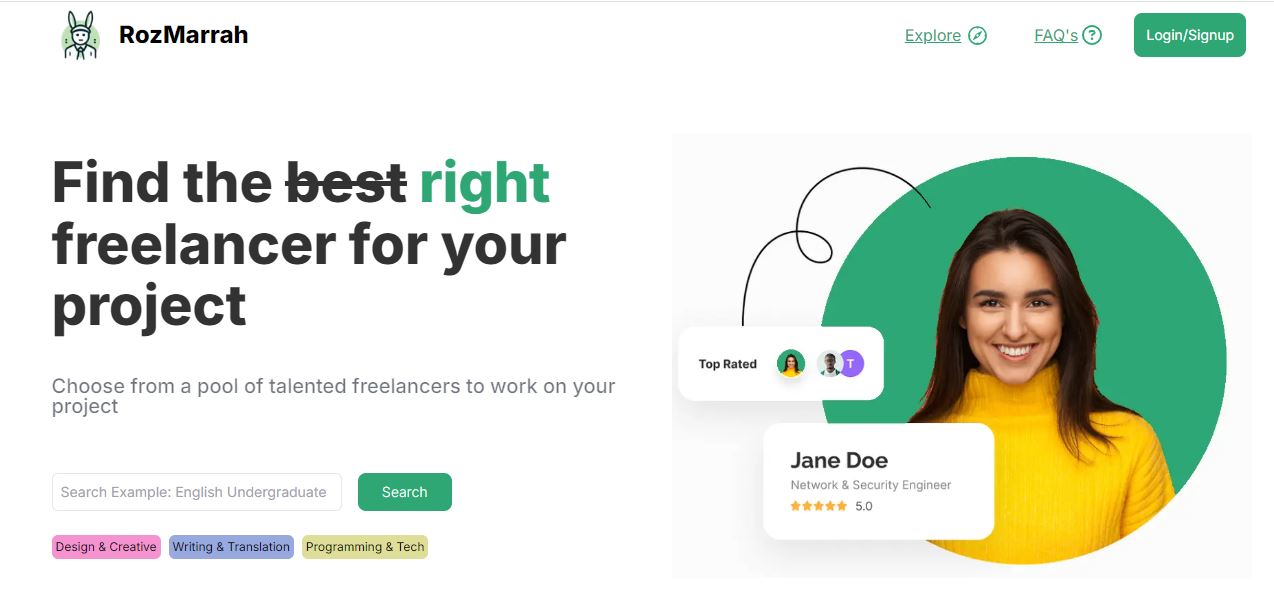 RozMarrah
Explore
FAQ's
Login/Signup
Find the best right
freelancer for your
project
Choose from a pool of talented freelancers to work on your
project
Search Example: English Undergraduate
Search
Design & Creative
Writing & Translation
Programming & Tech
Top Rated
T
Jane Doe
Network & Security Engineer
5.0